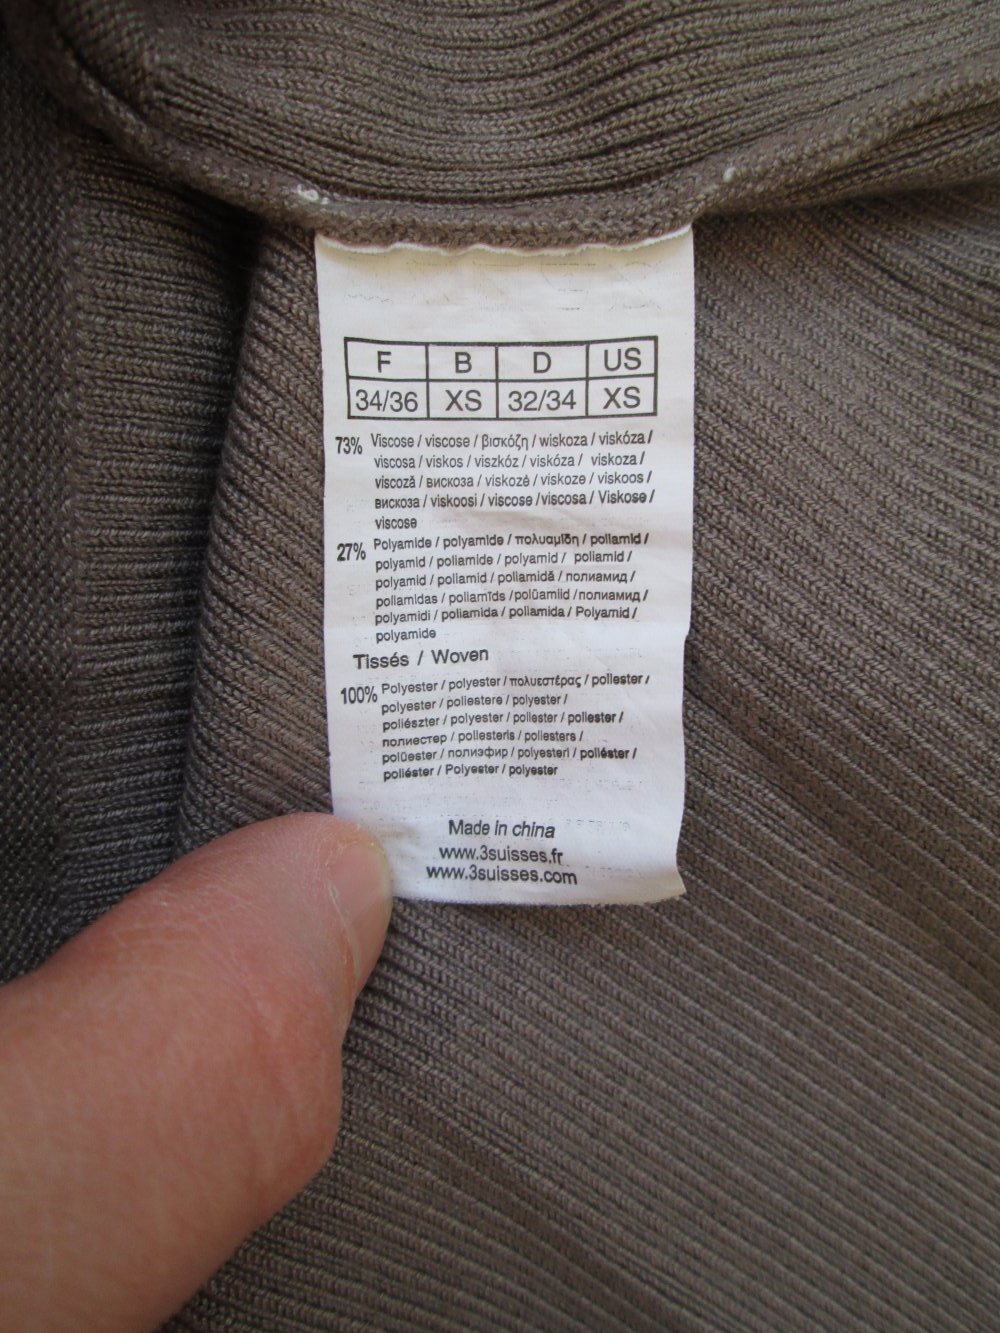 F B D US
34/36 XS 32/34 XS
73% Viscose / viscose / βισκόζη / wiskoza / viskóza /
viscosa / viskos / viszkóz / viskóza / viskoza /
viscoză / вискоза / viskozė / viskoze / viskoos /
вискоза / viskoosi / viscose /viscosa / Viskose /
viscose
27% Polyamide / polyamide / πολυαμίδη / poliamid /
polyamid / poliamide / polyamid / poliamid /
polyamid / poliamid / poliamidă / полиамид /
poliamidas / poliamīds / polüamiid / полиамид /
polyamidi / poliamida / poliamida / Polyamid /
polyamide
Tissés / Woven
100% Polyester / polyester / πολυεστέρας / poliester /
polyester / poliestere / polyester /
poliészter / polyester / poliester / poliester /
полиестер / poliesteris / poliesters /
polüester / полиэфир / polyesteri / poliéster /
poliéster / Polyester / polyester
Made in china
www.3suisses.fr
www.3suisses.com